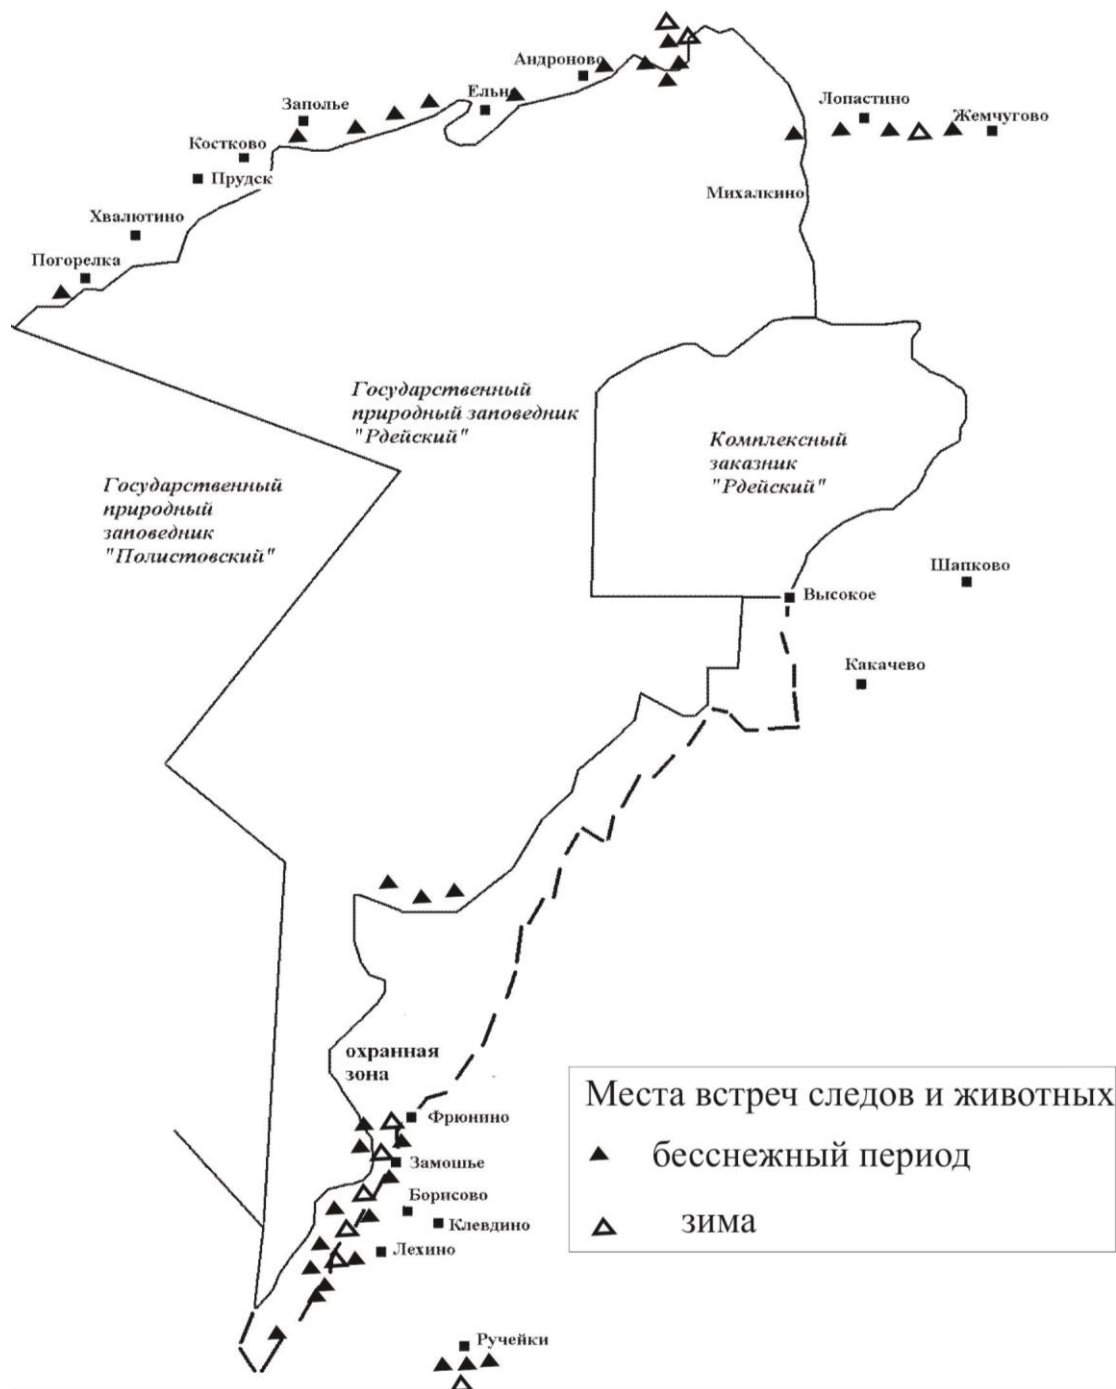 Андроново
Ельн
Заполье
Лопастино
Жемчугово
Костково
Прудск
Михалкино
Хвалютино
Погорелка
Государственный
природный заповедник
"Рдейский"
Комплексный
заказник
"Рдейский"
Государственный
природный
заповедник
"Полистовский"
Шапково
Высокое
Какачево
охранная
зона
Места встреч следов и животных
бесснежный период
зима
Фрюнино
Замошье
Борисово
Клевдино
Лехино
Ручейки